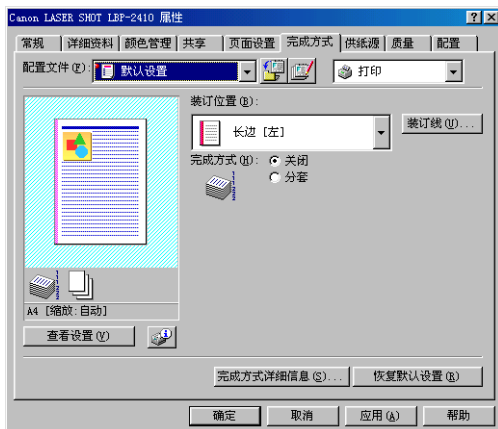 Canon LASER SHOT LBP-2410 属性
常规 详细资料 颜色管理 共享 页面设置 完成方式 供纸源 质量 配置
配置文件(F): 默认设置 打印
装订位置(B):
长边 [左] 装订线(U)...
完成方式(H): 关闭
分套
A4 [缩放:自动]
查看设置(V)
完成方式详细信息(S)... 恢复默认设置(R)
确定 取消 应用(A) 帮助